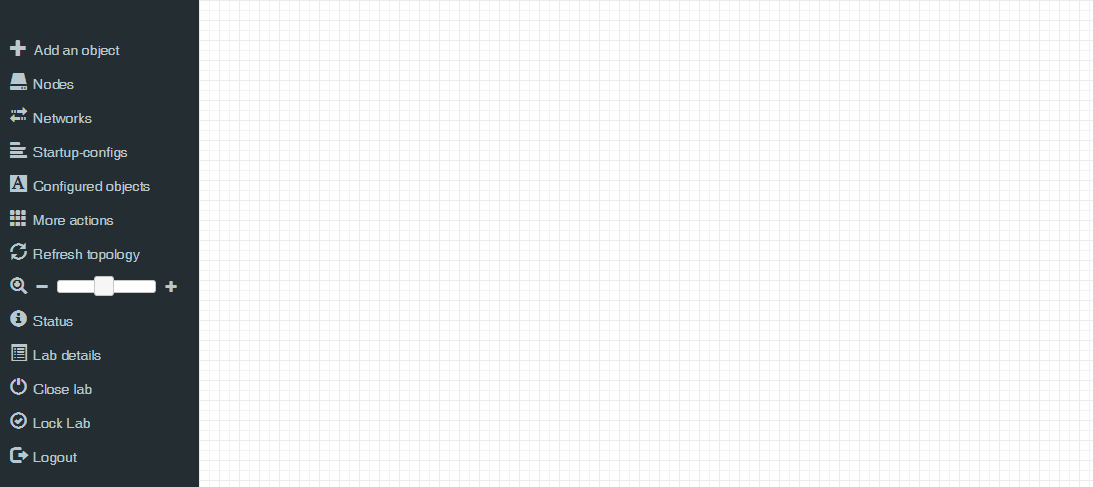 Add an object
Nodes
Networks
Startup-configs
Configured objects
More actions
Refresh topology
Status
Lab details
Close lab
Lock Lab
Logout